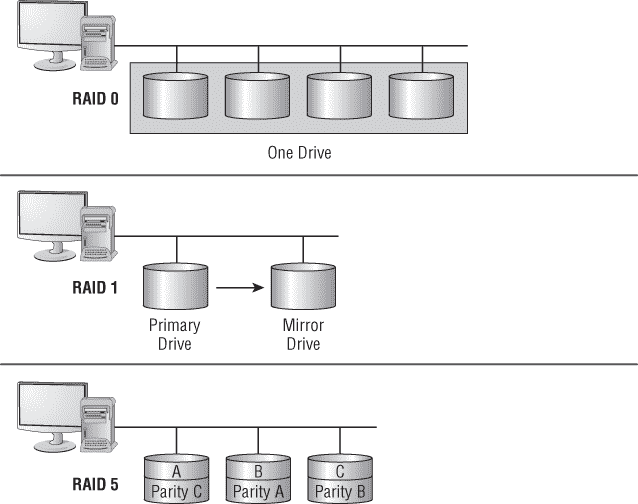 RAID 0
One Drive
RAID 1
Primary Drive
Mirror Drive
RAID 5
A
Parity C
B
Parity A
C
Parity B